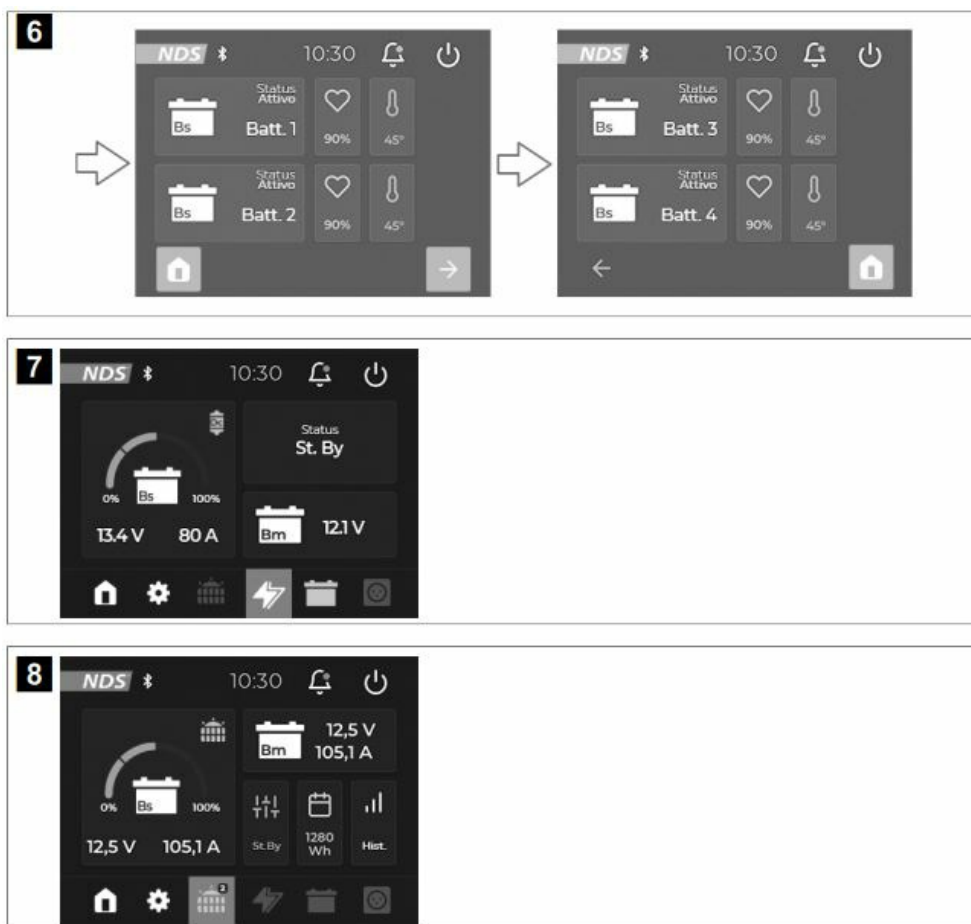 6
NDS 10:30
Status
Attivo
Bs Batt. 1
90% 45°
Status
Attivo
Bs Batt. 2
90% 45°
NDS 10:30
Status
Attivo
Bs Batt. 3
90% 45°
Status
Attivo
Bs Batt. 4
90% 45°
7
NDS 10:30
0% Bs 100%
13.4 V 80 A
Status
St. By
Bm 12.1 V
8
NDS 10:30
0% Bs 100%
12,5 V 105,1 A
Bm 12,5 V
105,1 A
St.By
1280
Wh
Hist.